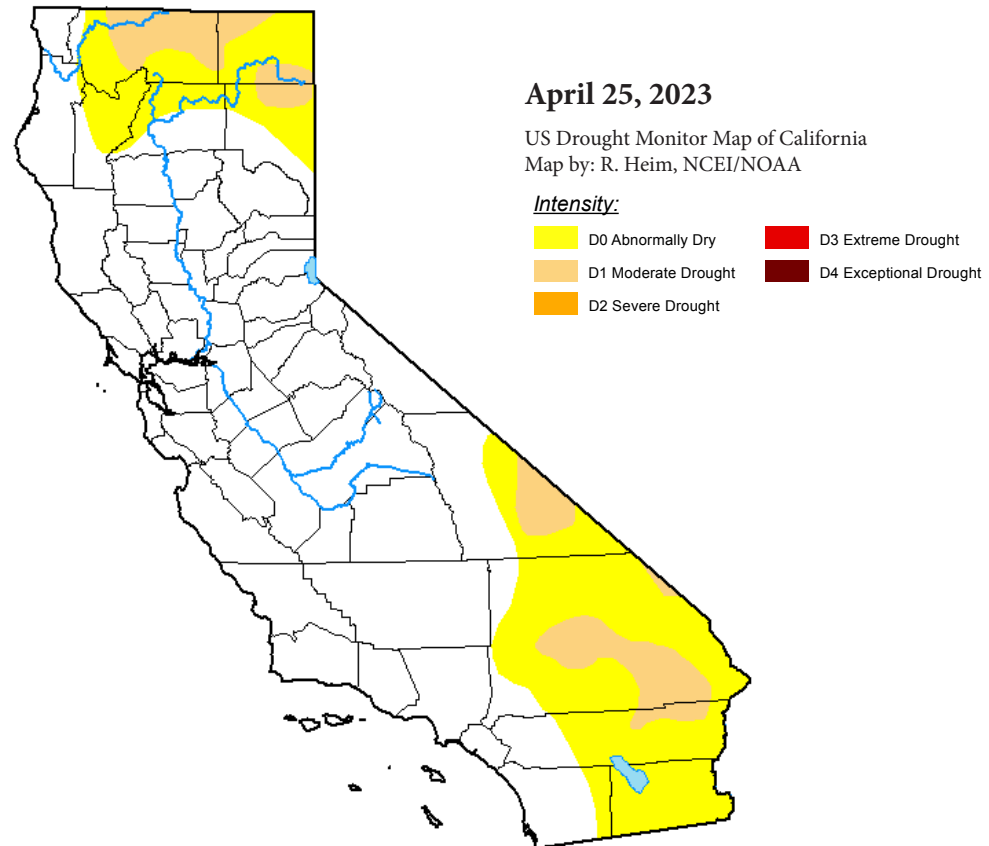 April 25, 2023
US Drought Monitor Map of California
Map by: R. Heim, NCEI/NOAA
Intensity:
D0 Abnormally Dry
D1 Moderate Drought
D2 Severe Drought
D3 Extreme Drought
D4 Exceptional Drought